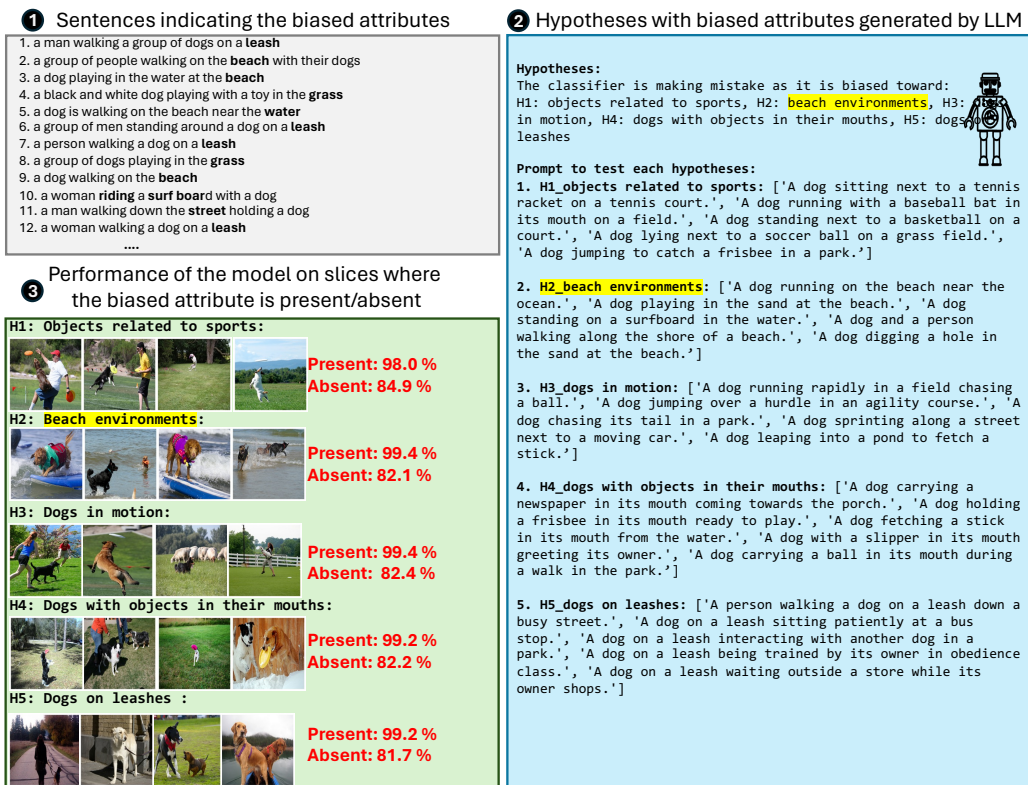 1 Sentences indicating the biased attributes
1. a man walking a group of dogs on a leash
2. a group of people walking on the beach with their dogs
3. a dog playing in the water at the beach
4. a black and white dog playing with a toy in the grass
5. a dog is walking on the beach near the water
6. a group of men standing around a dog on a leash
7. a person walking a dog on a leash
8. a group of dogs playing in the grass
9. a dog walking on the beach
10. a woman riding a surf board with a dog
11. a man walking down the street holding a dog
12. a woman walking a dog on a leash
....
3 Performance of the model on slices where
the biased attribute is present/absent
H1: Objects related to sports:
Present: 98.0 %
Absent: 84.9 %
H2: Beach environments:
Present: 99.4 %
Absent: 82.1 %
H3: Dogs in motion:
Present: 99.4 %
Absent: 82.4 %
H4: Dogs with objects in their mouths:
Present: 99.2 %
Absent: 82.2 %
H5: Dogs on leashes :
Present: 99.2 %
Absent: 81.7 %
2 Hypotheses with biased attributes generated by LLM
Hypotheses:
The classifier is making mistake as it is biased toward:
H1: objects related to sports, H2: beach environments, H3:
in motion, H4: dogs with objects in their mouths, H5: dogs
leashes
Prompt to test each hypotheses:
1. H1_objects related to sports: ['A dog sitting next to a tennis
racket on a tennis court.', 'A dog running with a baseball bat in
its mouth on a field.', 'A dog standing next to a basketball on a
court.', 'A dog lying next to a soccer ball on a grass field.',
'A dog jumping to catch a frisbee in a park.’]
2. H2_beach environments: ['A dog running on the beach near the
ocean.', 'A dog playing in the sand at the beach.', 'A dog
standing on a surfboard in the water.', 'A dog and a person
walking along the shore of a beach.', 'A dog digging a hole in
the sand at the beach.’]
3. H3_dogs in motion: ['A dog running rapidly in a field chasing
a ball.', 'A dog jumping over a hurdle in an agility course.', 'A
dog chasing its tail in a park.', 'A dog sprinting along a street
next to a moving car.', 'A dog leaping into a pond to fetch a
stick.’]
4. H4_dogs with objects in their mouths: ['A dog carrying a
newspaper in its mouth coming towards the porch.', 'A dog holding
a frisbee in its mouth ready to play.', 'A dog fetching a stick
in its mouth from the water.', 'A dog with a slipper in its mouth
greeting its owner.', 'A dog carrying a ball in its mouth during
a walk in the park.’]
5. H5_dogs on leashes: ['A person walking a dog on a leash down a
busy street.', 'A dog on a leash sitting patiently at a bus
stop.', 'A dog on a leash interacting with another dog in a
park.', 'A dog on a leash being trained by its owner in obedience
class.', 'A dog on a leash waiting outside a store while its
owner shops.']